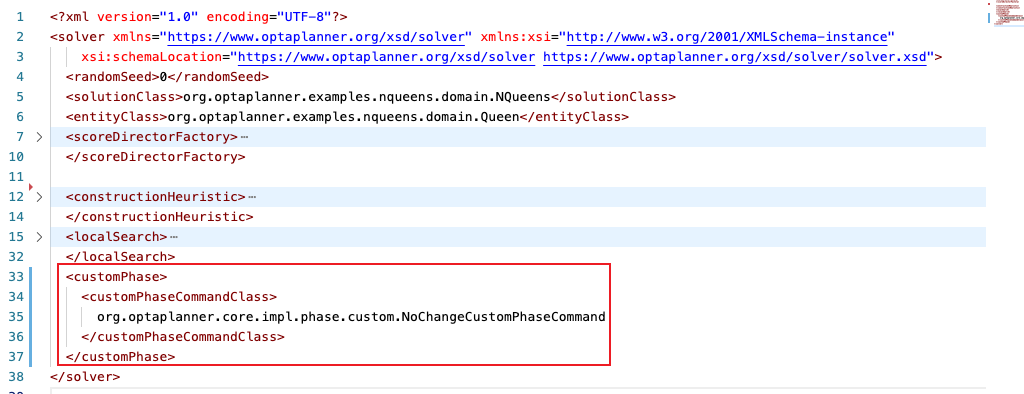 1 <?xml version="1.0" encoding="UTF-8"?>
2 <solver xmlns="https://www.optaplanner.org/xsd/solver" xmlns:xsi="http://www.w3.org/2001/XMLSchema-instance"
3 xsi:schemaLocation="https://www.optaplanner.org/xsd/solver https://www.optaplanner.org/xsd/solver/solver.xsd">
4 <randomSeed>0</randomSeed>
5 <solutionClass>org.optaplanner.examples.nqueens.domain.NQueens</solutionClass>
6 <entityClass>org.optaplanner.examples.nqueens.domain.Queen</entityClass>
7 <scoreDirectorFactory>…
10 </scoreDirectorFactory>
11
12 <constructionHeuristic>…
14 </constructionHeuristic>
15 <localSearch>…
32 </localSearch>
33 <customPhase>
34 <customPhaseCommandClass>
35 org.optaplanner.core.impl.phase.custom.NoChangeCustomPhaseCommand
36 </customPhaseCommandClass>
37 </customPhase>
38 </solver>